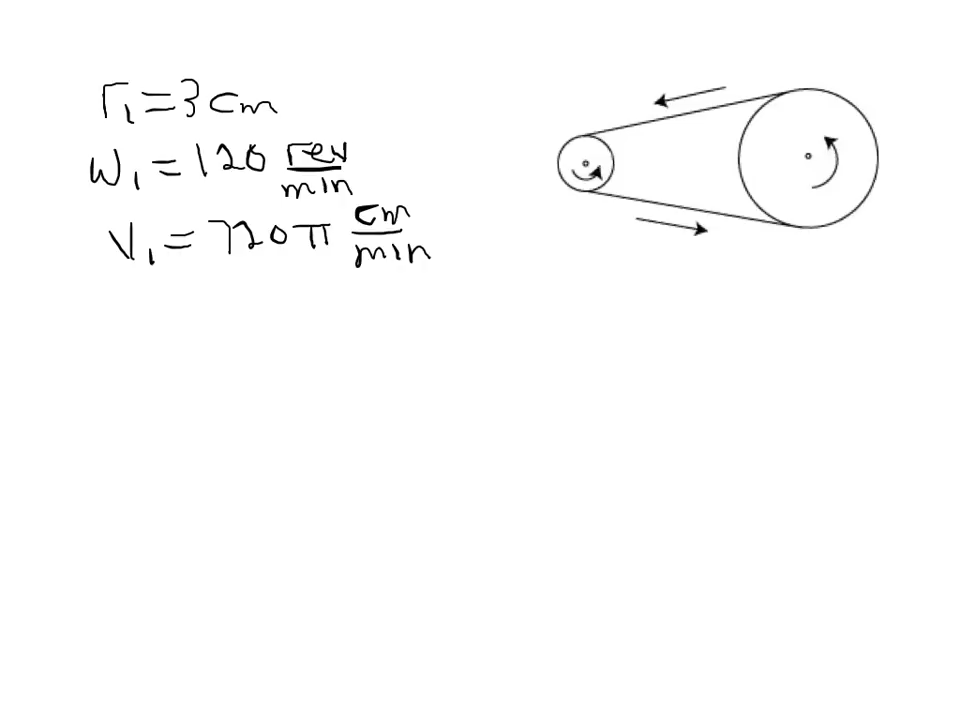 r₁ = 3 cm
ω₁ = 120 rev/min
v₁ = 720π cm/min